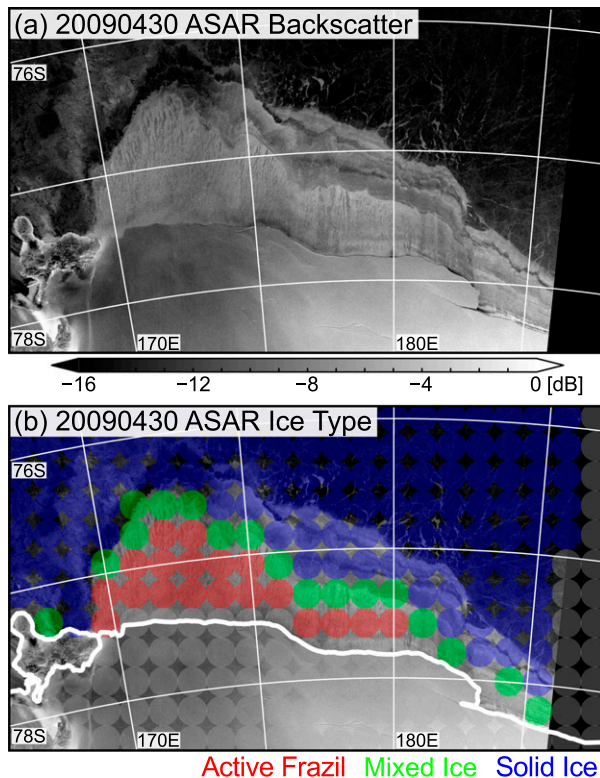 (a) 20090430 ASAR Backscatter
76S
78S
170E
180E
−16
−12
−8
−4
0 [dB]
(b) 20090430 ASAR Ice Type
76S
78S
170E
180E
Active Frazil Mixed Ice Solid Ice